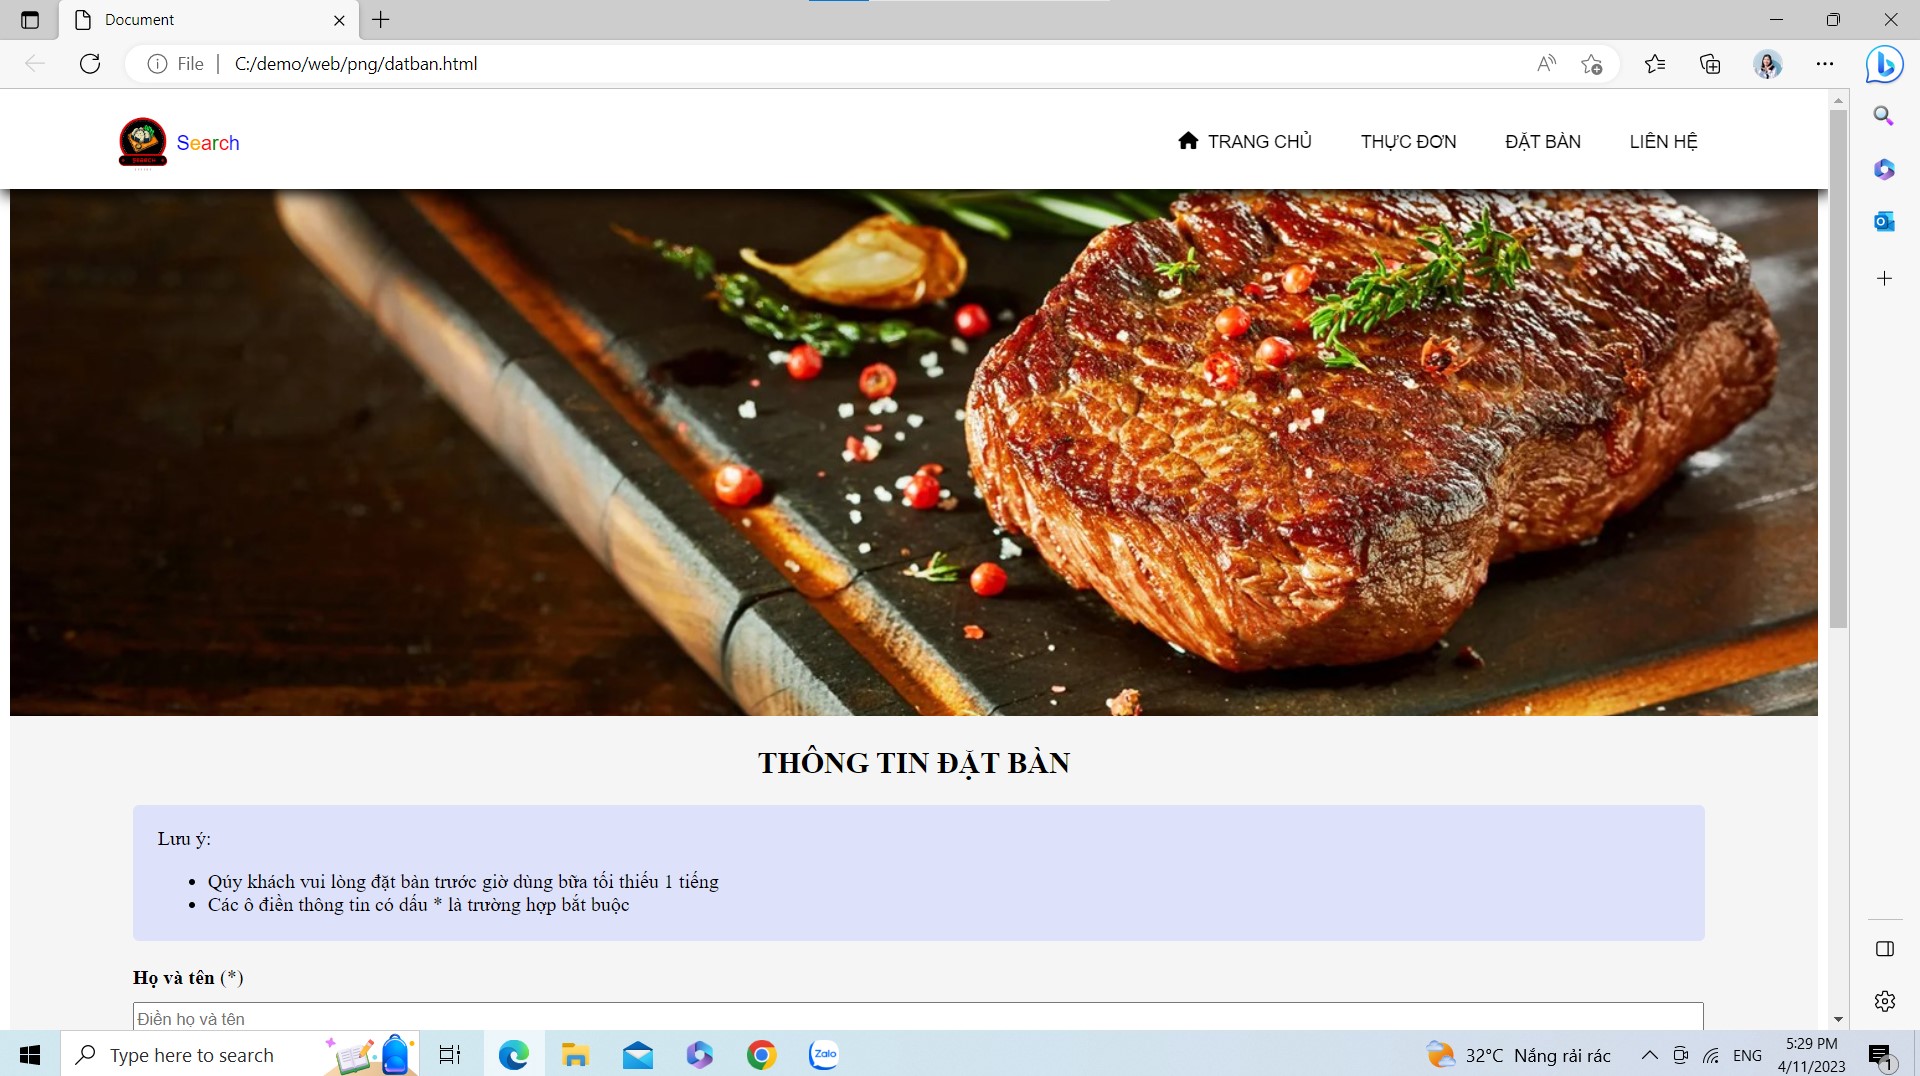 Document
File
C:/demo/web/png/datban.html
Search
TRANG CHỦ
THỰC ĐƠN
ĐẶT BÀN
LIÊN HỆ
THÔNG TIN ĐẶT BÀN
Lưu ý:
• Qúy khách vui lòng đặt bàn trước giờ dùng bữa tối thiếu 1 tiếng
• Các ô điền thông tin có dấu * là trường hợp bắt buộc
Họ và tên (*)
Điền họ và tên
Type here to search
Zalo
32°C Nắng rải rác
ENG
5:29 PM
4/11/2023
1